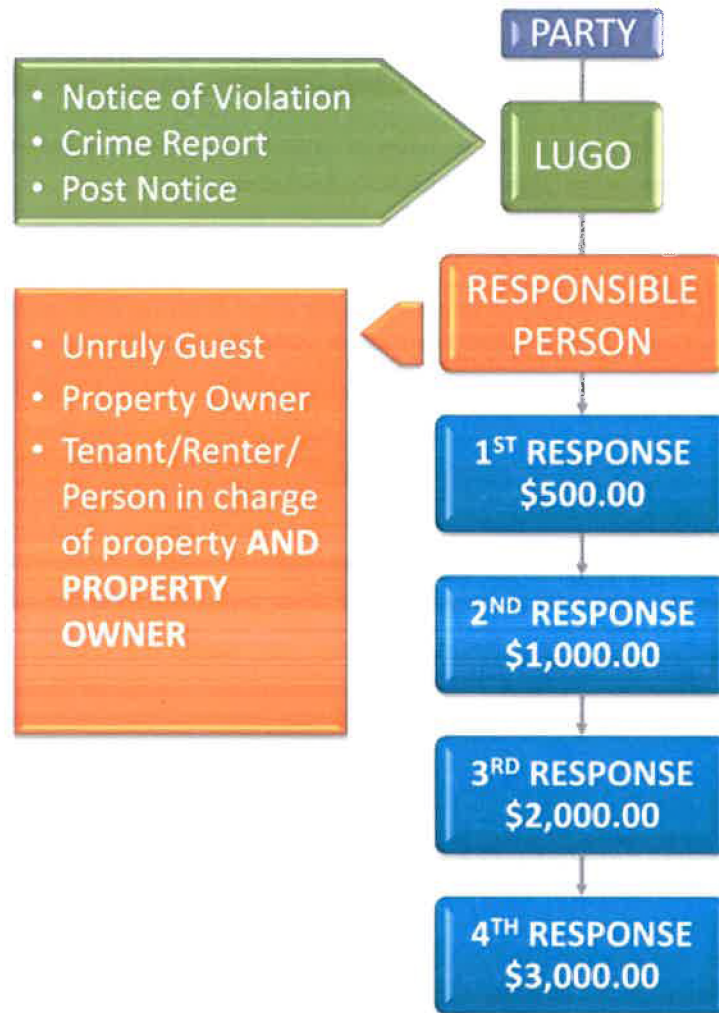 PARTY
• Notice of Violation
• Crime Report
• Post Notice
LUGO
RESPONSIBLE
PERSON
• Unruly Guest
• Property Owner
• Tenant/Renter/
Person in charge
of property AND
PROPERTY
OWNER
1ST RESPONSE
$500.00
2ND RESPONSE
$1,000.00
3RD RESPONSE
$2,000.00
4TH RESPONSE
$3,000.00